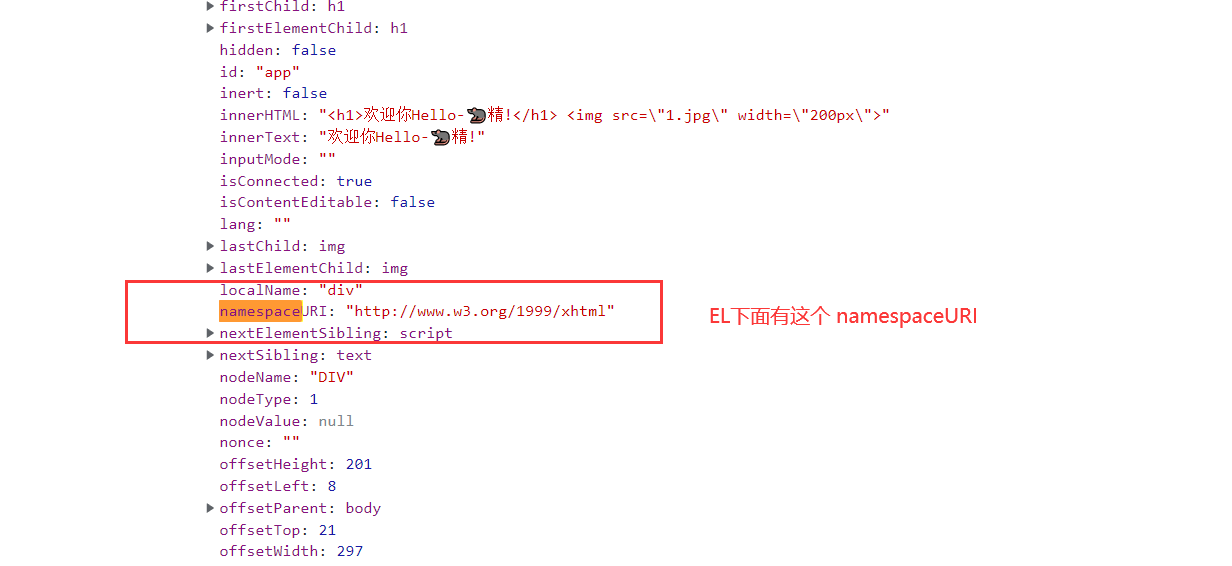 firstChild: h1
firstElementChild: h1
hidden: false
id: "app"
inert: false
innerHTML: "<h1>欢迎你Hello-🐀精!</h1> <img src=\"1.jpg\" width=\"200px\">"
innerText: "欢迎你Hello-🐀精!"
inputMode: ""
isConnected: true
isContentEditable: false
lang: ""
lastChild: img
lastElementChild: img
localName: "div"
namespaceURI: "http://www.w3.org/1999/xhtml"
EL下面有这个 namespaceURI
nextElementSibling: script
nextSibling: text
nodeName: "DIV"
nodeType: 1
nodeValue: null
nonce: ""
offsetHeight: 201
offsetLeft: 8
offsetParent: body
offsetTop: 21
offsetWidth: 297